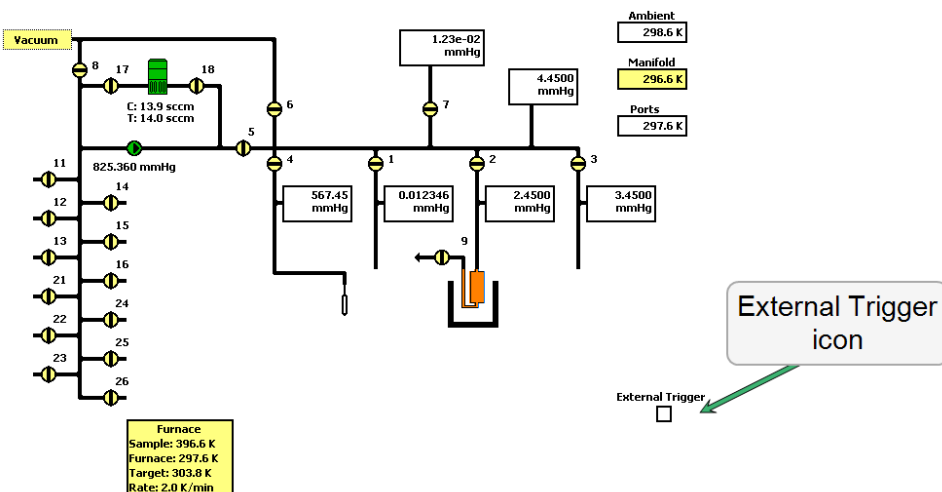 Ambient
298.6 K
Vacuum
1.23e-02
mmHg
Manifold
296.6 K
8
17
18
4.4500
mmHg
C: 13.9 sccm
T: 14.0 sccm
6
7
Ports
297.6 K
5
825.360 mmHg
4
1
2
3
11
14
567.45
mmHg
0.012346
mmHg
2.4500
mmHg
3.4500
mmHg
12
15
13
9
16
21
24
22
25
23
26
External Trigger
icon
External Trigger
Furnace
Sample: 396.6 K
Furnace: 297.6 K
Target: 303.8 K
Rate: 2.0 K/min